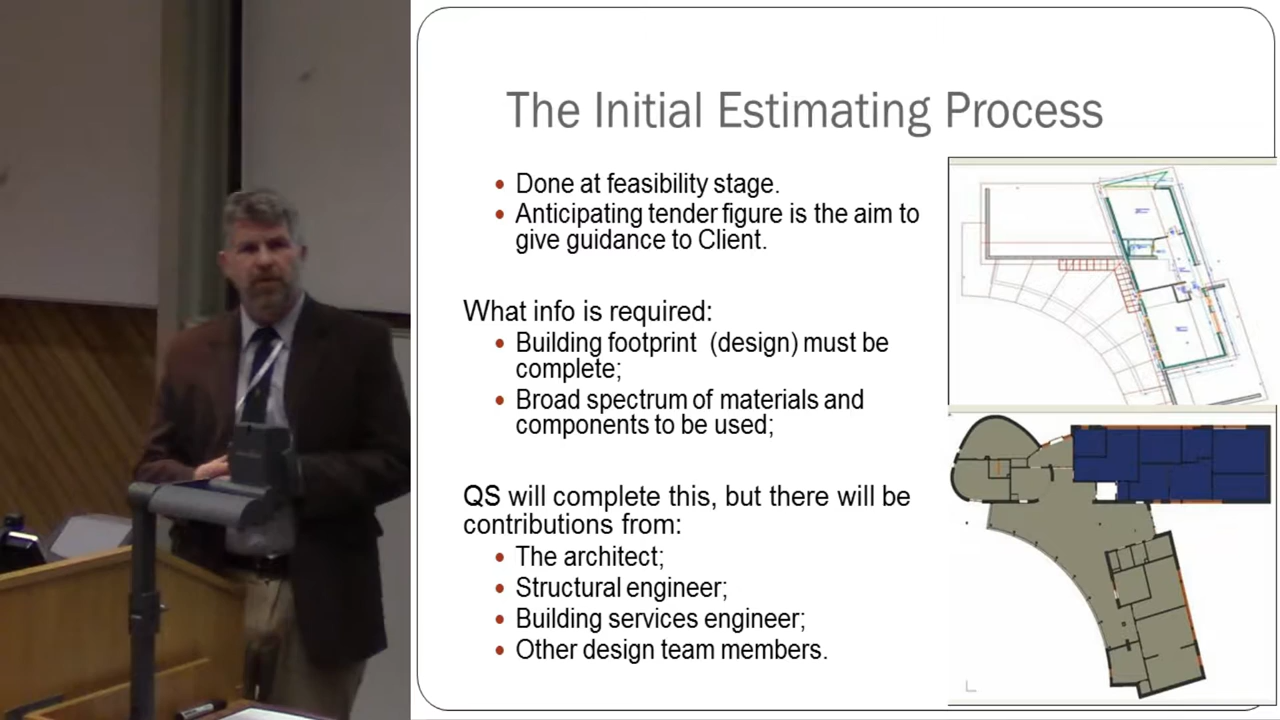 The Initial Estimating Process
• Done at feasibility stage.
• Anticipating tender figure is the aim to
give guidance to Client.
What info is required:
• Building footprint (design) must be
complete;
• Broad spectrum of materials and
components to be used;
QS will complete this, but there will be
contributions from:
• The architect;
• Structural engineer;
• Building services engineer;
• Other design team members.